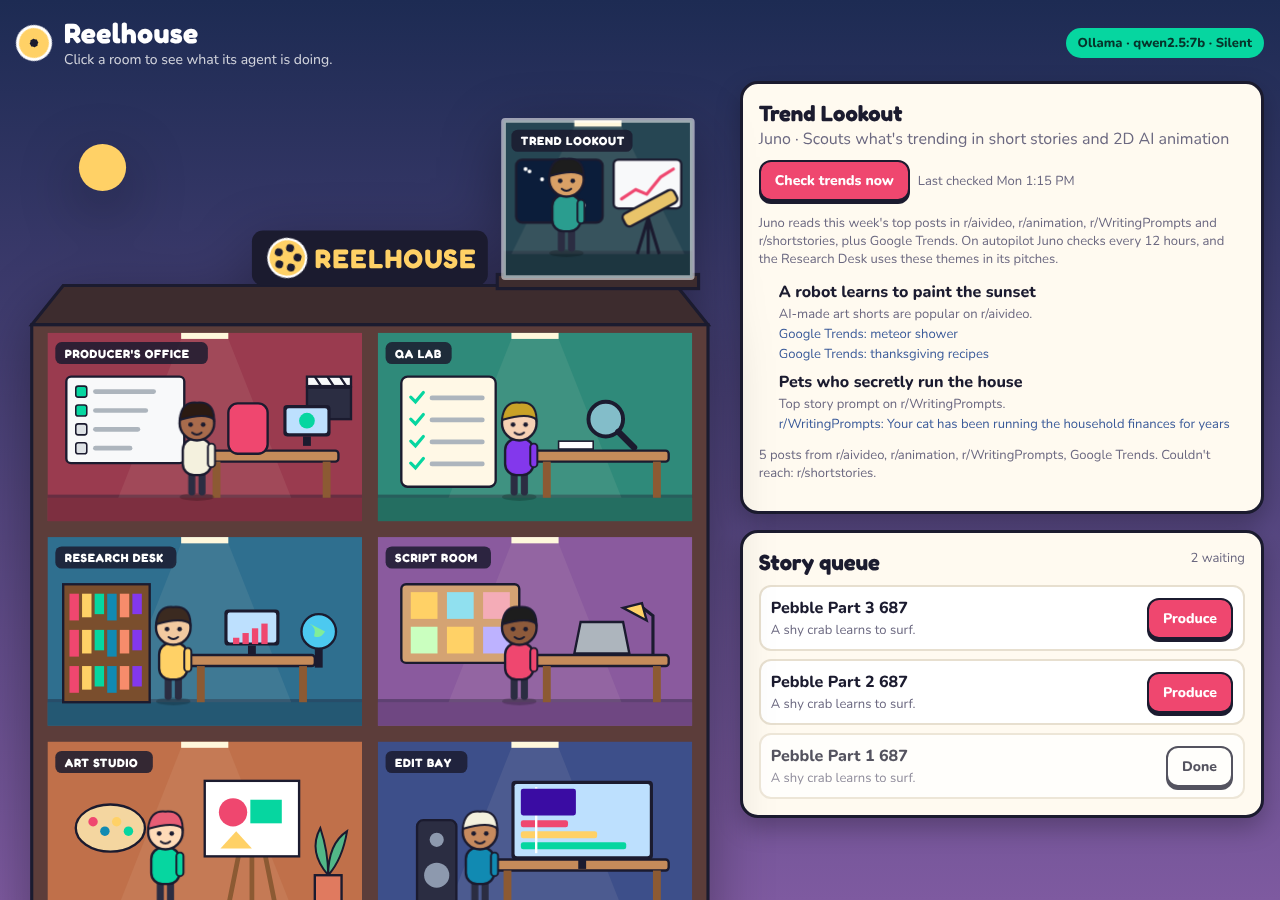 Reelhouse
Click a room to see what its agent is doing.
Ollama · qwen2.5:7b · Silent
TREND LOOKOUT
REELHOUSE
PRODUCER'S OFFICE
QA LAB
RESEARCH DESK
SCRIPT ROOM
ART STUDIO
EDIT BAY
Trend Lookout
Juno · Scouts what's trending in short stories and 2D AI animation
Check trends now
Last checked Mon 1:15 PM
Juno reads this week's top posts in r/aivideo, r/animation, r/WritingPrompts and
r/shortstories, plus Google Trends. On autopilot Juno checks every 12 hours, and
the Research Desk uses these themes in its pitches.
A robot learns to paint the sunset
AI-made art shorts are popular on r/aivideo.
Google Trends: meteor shower
Google Trends: thanksgiving recipes
Pets who secretly run the house
Top story prompt on r/WritingPrompts.
r/WritingPrompts: Your cat has been running the household finances for years
5 posts from r/aivideo, r/animation, r/WritingPrompts, Google Trends. Couldn't
reach: r/shortstories.
Story queue
2 waiting
Pebble Part 3 687
A shy crab learns to surf.
Produce
Pebble Part 2 687
A shy crab learns to surf.
Produce
Pebble Part 1 687
A shy crab learns to surf.
Done